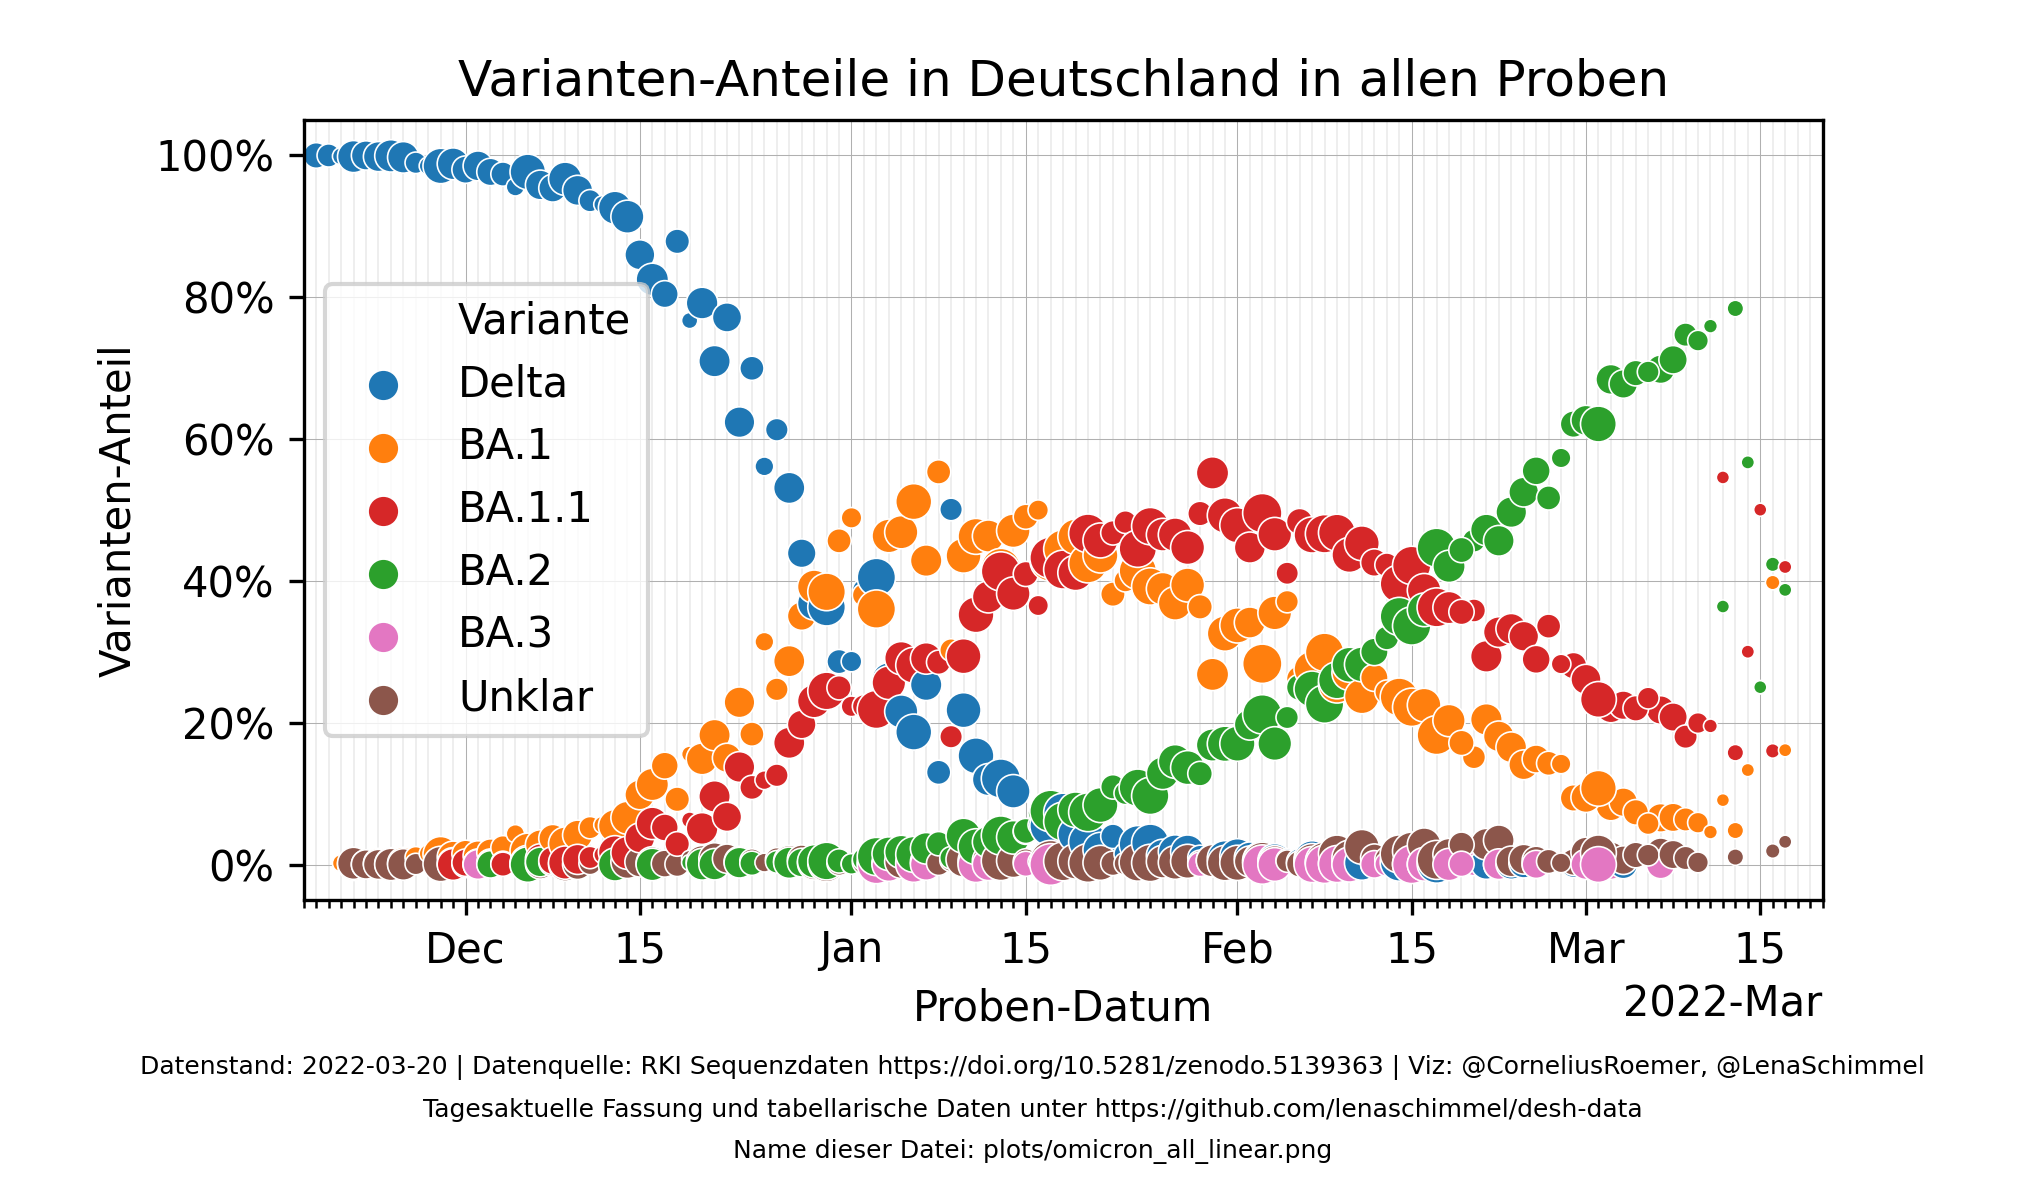 Varianten-Anteile in Deutschland in allen Proben
100%
80%
60%
40%
20%
0%
Varianten-Anteil
Variante
Delta
BA.1
BA.1.1
BA.2
BA.3
Unklar
Dec 15 Jan 15 Feb 15 Mar 15
2022-Mar
Proben-Datum
Datenstand: 2022-03-20 | Datenquelle: RKI Sequenzdaten https://doi.org/10.5281/zenodo.5139363 | Viz: @CorneliusRoemer, @LenaSchimmel
Tagesaktuelle Fassung und tabellarische Daten unter https://github.com/lenaschimmel/desh-data
Name dieser Datei: plots/omicron_all_linear.png